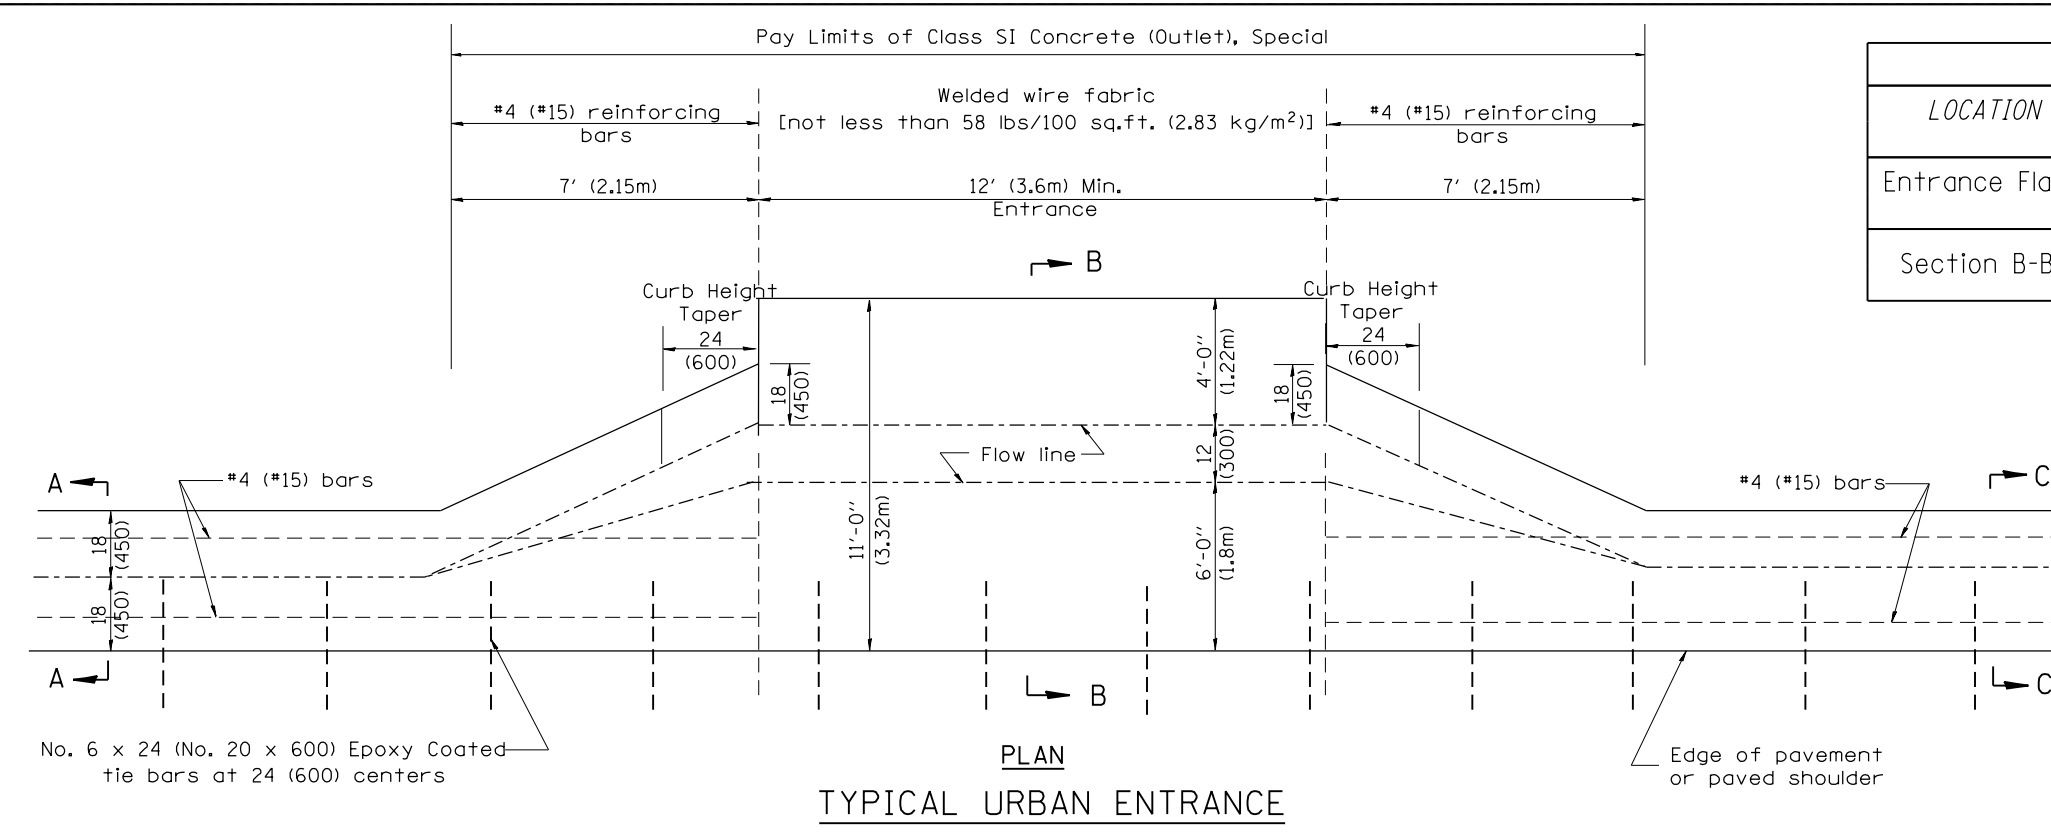 Pay Limits of Class SI Concrete (Outlet), Special
#4 (#15) reinforcing
bars
Welded wire fabric
[not less than 58 lbs/100 sq.ft. (2.83 kg/m²)]
#4 (#15) reinforcing
bars
7' (2.15m)
12' (3.6m) Min.
Entrance
7' (2.15m)
LOCATION
Entrance Fla
Section B-B
B
Curb Height
Taper
24
(600)
Curb Height
Taper
24
(600)
18
(450)
11'-0''
(3.32m)
4'-0''
(1.22m)
18
(450)
Flow line
12
(300)
6'-0''
(1.8m)
A
#4 (#15) bars
18
(450)
18
(450)
A
#4 (#15) bars
C
C
B
No. 6 x 24 (No. 20 x 600) Epoxy Coated
tie bars at 24 (600) centers
Edge of pavement
or paved shoulder
PLAN
TYPICAL URBAN ENTRANCE